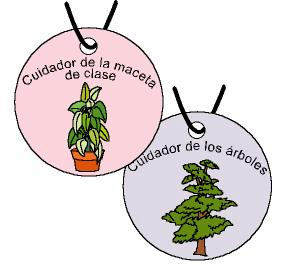 Cuidador de la maceta
de clase
Cuidador de los árboles